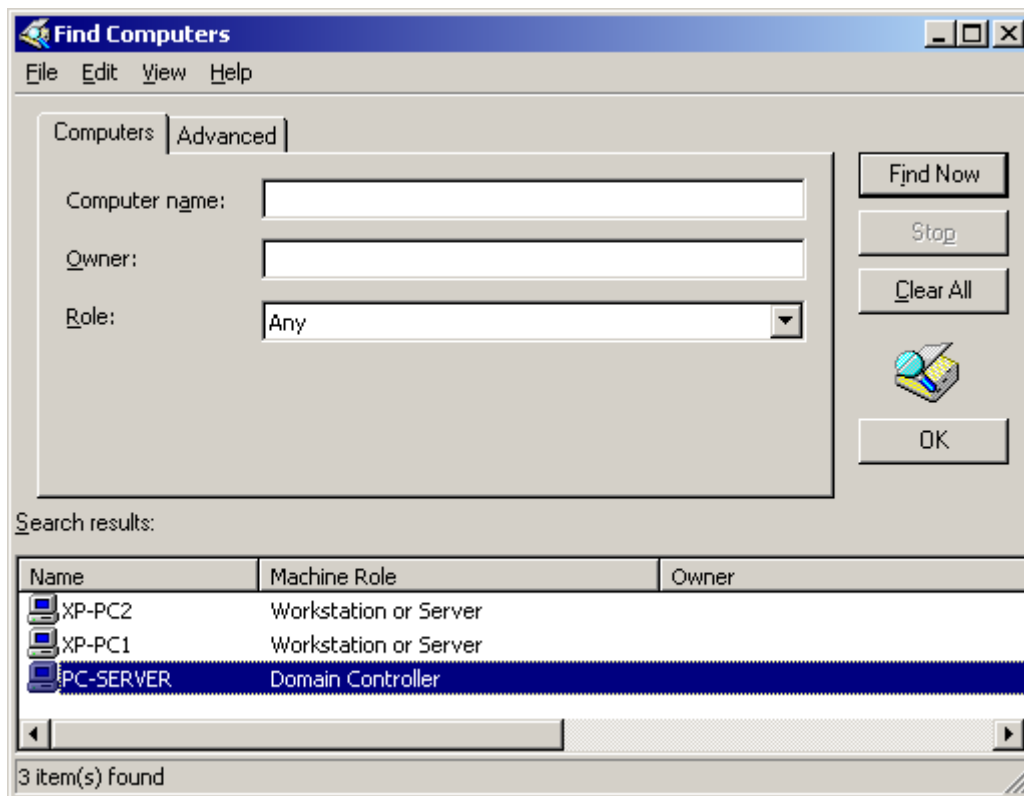 Find Computers
File Edit View Help
Computers Advanced
Computer name:
Find Now
Stop
Owner:
Clear All
Role: Any
OK
Search results:
Name Machine Role Owner
XP-PC2 Workstation or Server
XP-PC1 Workstation or Server
PC-SERVER Domain Controller
3 item(s) found